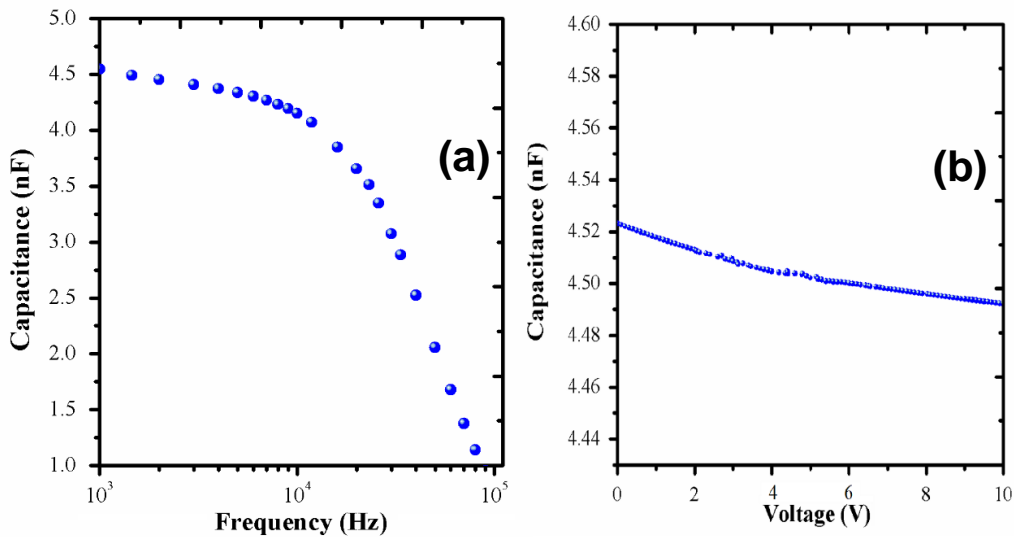 5.0
4.5
4.0
3.5
3.0
2.5
2.0
1.5
1.0
Capacitance (nF)
(a)
10³ 10⁴ 10⁵
Frequency (Hz)
4.60
4.58
4.56
4.54
4.52
4.50
4.48
4.46
4.44
Capacitance (nF)
(b)
0 2 4 6 8 10
Voltage (V)